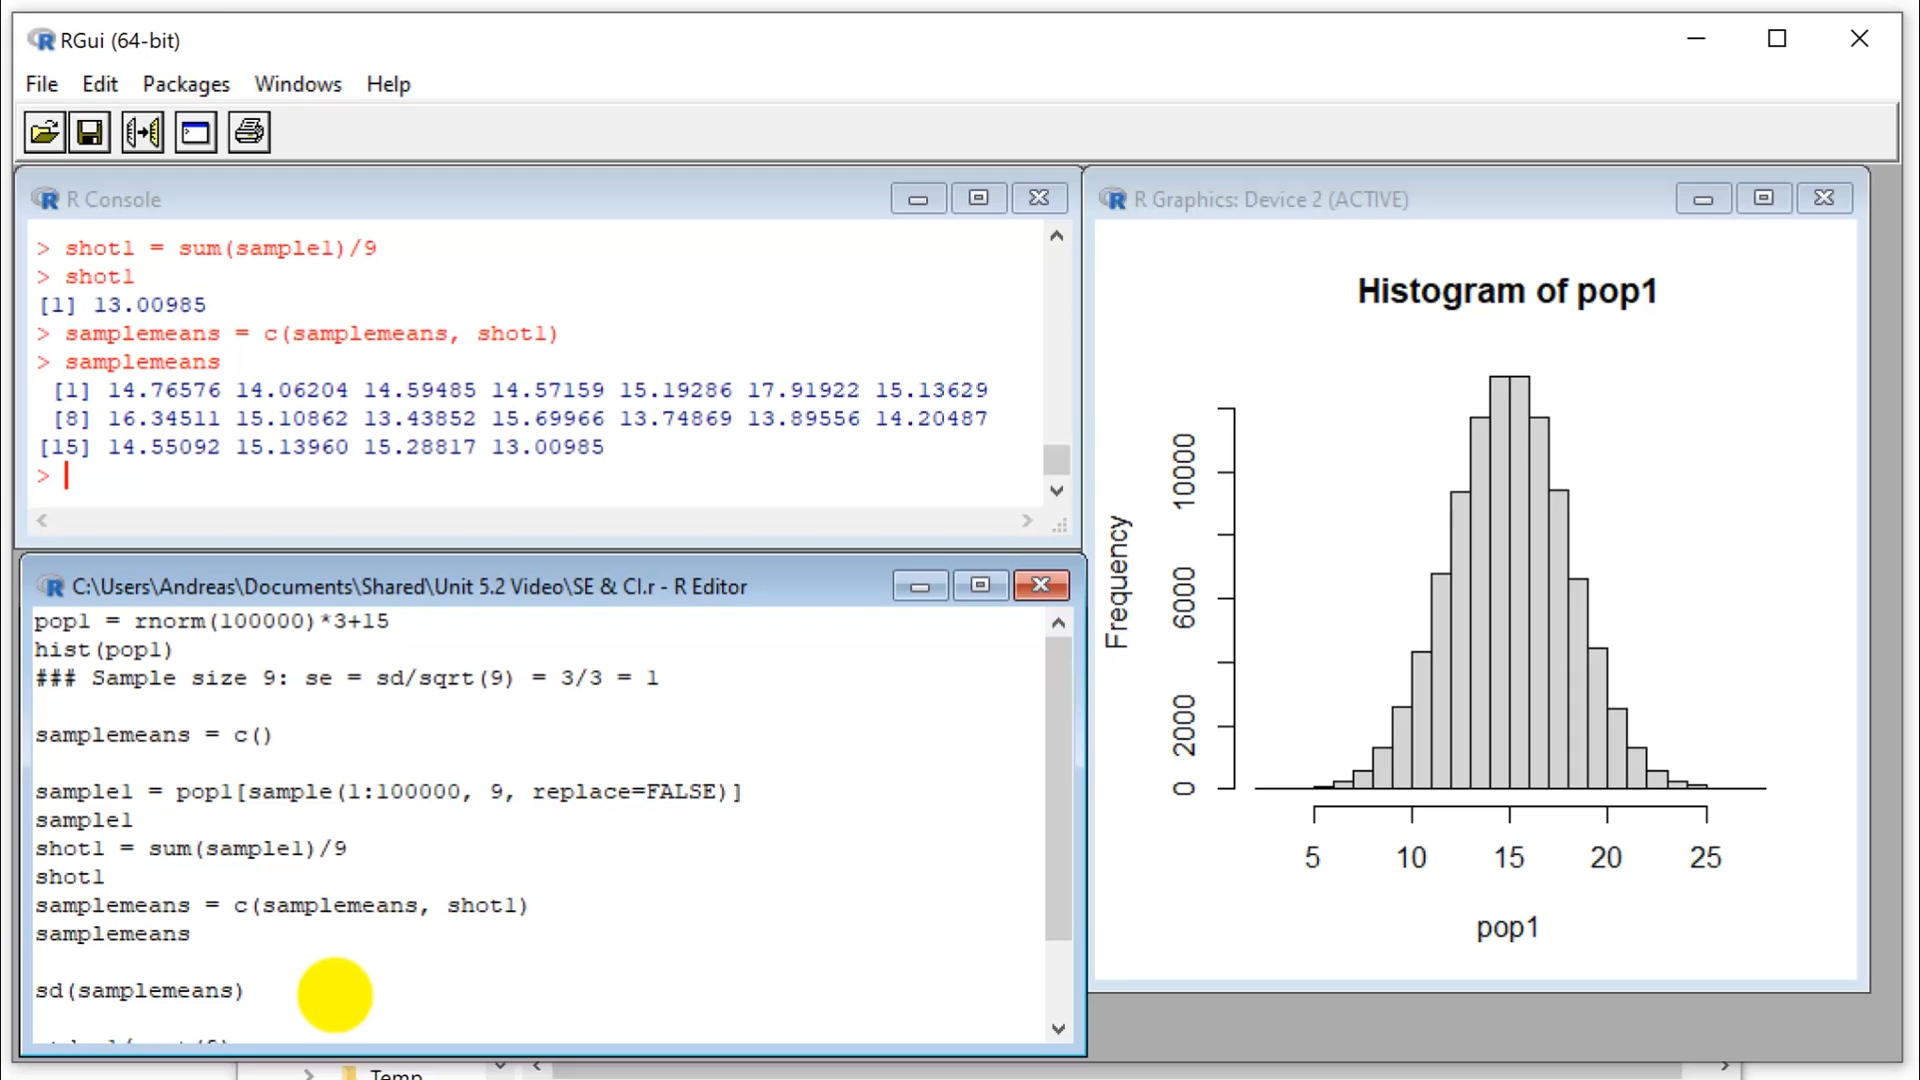 RGui (64-bit)
File Edit Packages Windows Help
R Console
> shot1 = sum(sample1)/9
> shot1
[1] 13.00985
> samplemeans = c(samplemeans, shot1)
> samplemeans
[1] 14.76576 14.06204 14.59485 14.57159 15.19286 17.91922 15.13629
[8] 16.34511 15.10862 13.43852 15.69966 13.74869 13.89556 14.20487
[15] 14.55092 15.13960 15.28817 13.00985
>
C:\Users\Andreas\Documents\Shared\Unit 5.2 Video\SE & CI.r - R Editor
pop1 = rnorm(100000)*3+15
hist(pop1)
### Sample size 9: se = sd/sqrt(9) = 3/3 = 1
samplemeans = c()
sample1 = pop1[sample(1:100000, 9, replace=FALSE)]
sample1
shot1 = sum(sample1)/9
shot1
samplemeans = c(samplemeans, shot1)
samplemeans
sd(samplemeans)
R Graphics: Device 2 (ACTIVE)
Histogram of pop1
Frequency
10000
6000
2000
0
5 10 15 20 25
pop1
Temp